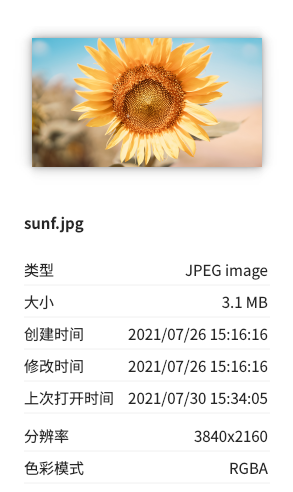 sunf.jpg
类型 JPEG image
大小 3.1 MB
创建时间 2021/07/26 15:16:16
修改时间 2021/07/26 15:16:16
上次打开时间 2021/07/30 15:34:05
分辨率 3840x2160
色彩模式 RGBA